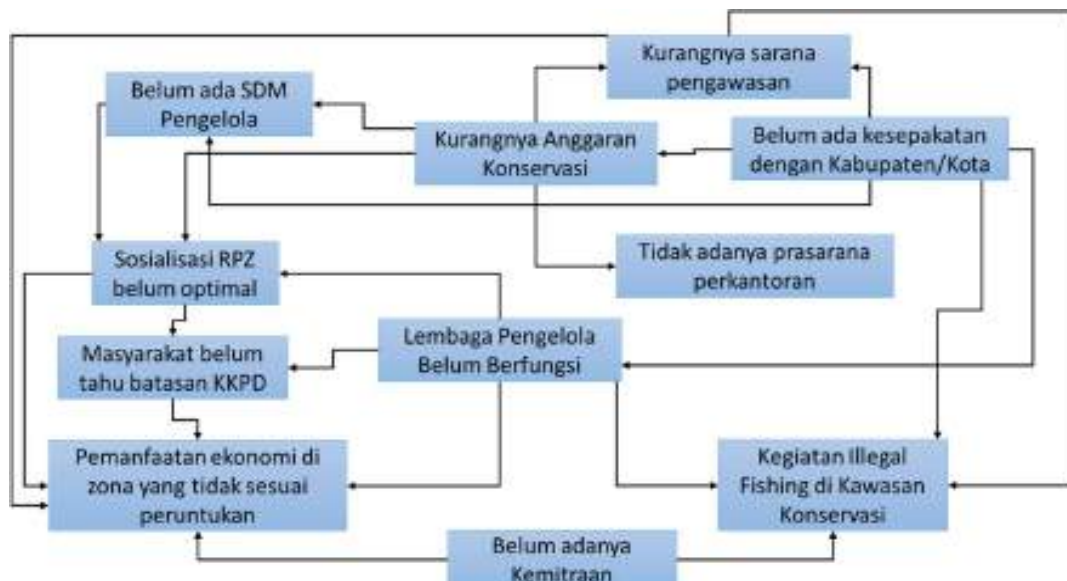 Kurangnya sarana
pengawasan
Belum ada SDM
Pengelola
Kurangnya Anggaran
Konservasi
Belum ada kesepakatan
dengan Kabupaten/Kota
Sosialisasi RPZ
belum optimal
Tidak adanya prasarana
perkantoran
Masyarakat belum
tahu batasan KKPD
Lembaga Pengelola
Belum Berfungsi
Pemanfaatan ekonomi di
zona yang tidak sesuai
peruntukan
Kegiatan Illegal
Fishing di Kawasan
Konservasi
Belum adanya
Kemitraan